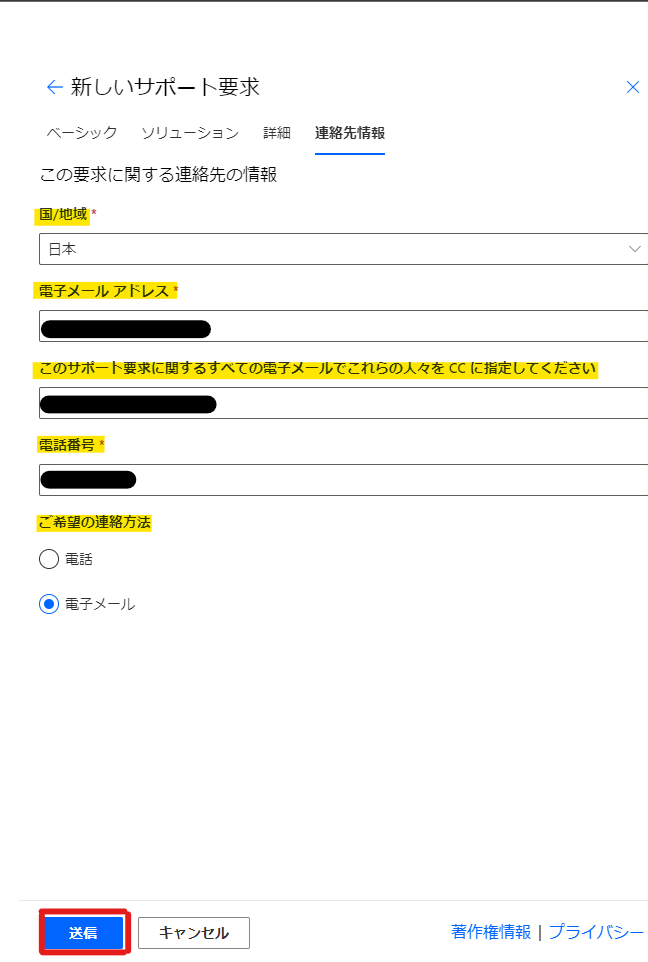 ← 新しいサポート要求
ベーシック ソリューション 詳細 連絡先情報
この要求に関する連絡先の情報
国/地域 *
日本
電子メール アドレス *
このサポート要求に関するすべての電子メールでこれらの人々を CC に指定してください
電話番号 *
ご希望の連絡方法
電話
電子メール
送信 キャンセル 著作権情報 | プライバシー